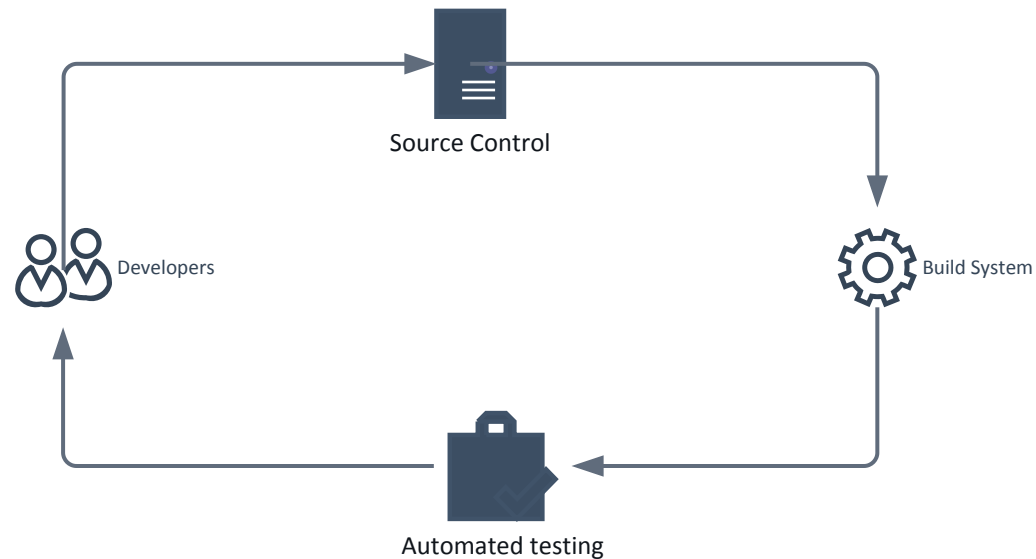 Source Control
Developers
Build System
Automated testing